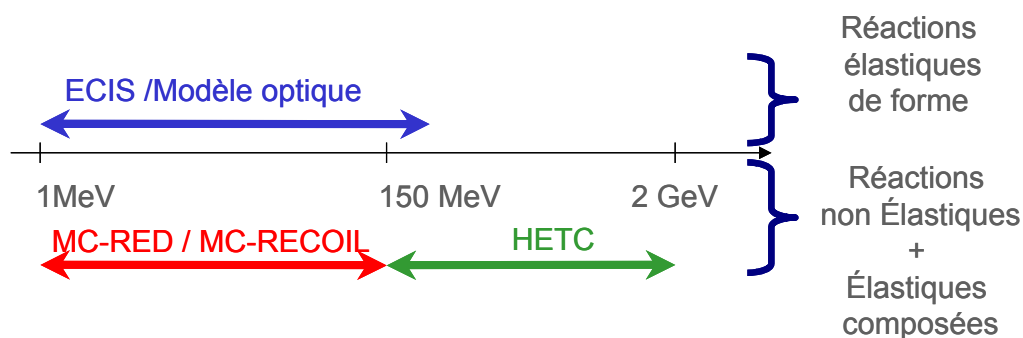 Réactions
élastiques
de forme
ECIS /Modèle optique
1MeV
150 MeV
2 GeV
MC-RED / MC-RECOIL
HETC
Réactions
non Élastiques
+
Élastiques
composées